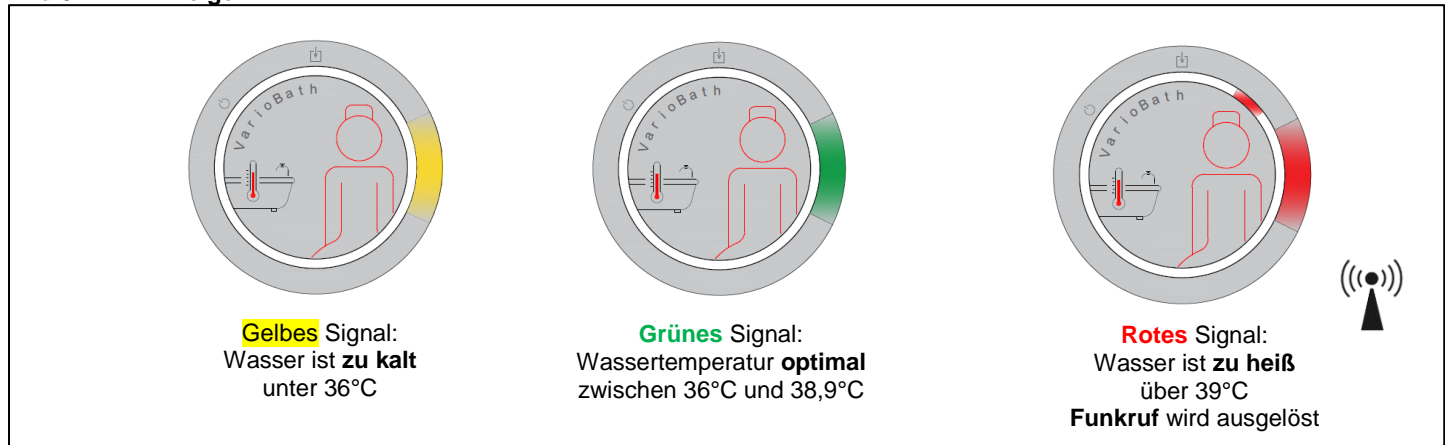 VarioBath
VarioBath
VarioBath
Gelbes Signal:
Wasser ist zu kalt
unter 36°C
Grünes Signal:
Wassertemperatur optimal
zwischen 36°C und 38,9°C
Rotes Signal:
Wasser ist zu heiß
über 39°C
Funkruf wird ausgelöst